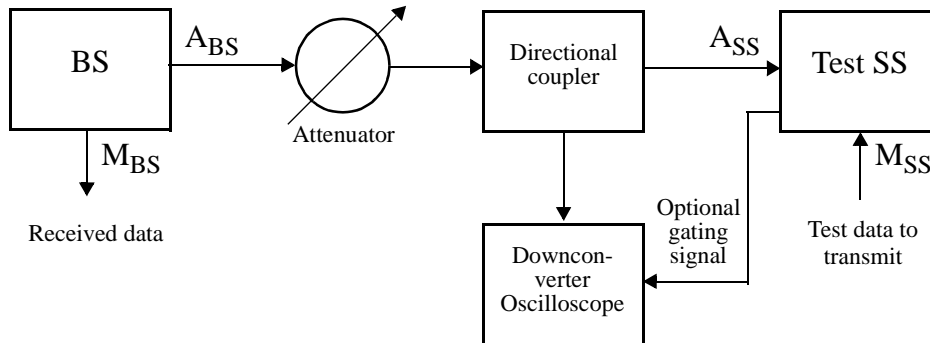 BS
A_BS
Attenuator
Directional
coupler
A_SS
Test SS
M_BS
Received data
M_SS
Test data to
transmit
Optional
gating
signal
Downcon-
verter
Oscilloscope